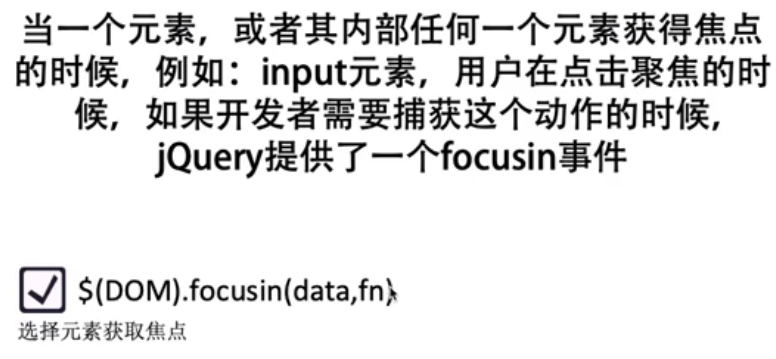 当一个元素，或者其内部任何一个元素获得焦点
的时候，例如：input元素，用户在点击聚焦的时
候，如果开发者需要捕获这个动作的时候，
jQuery提供了一个focusin事件
$(DOM).focusin(data,fn)
选择元素获取焦点